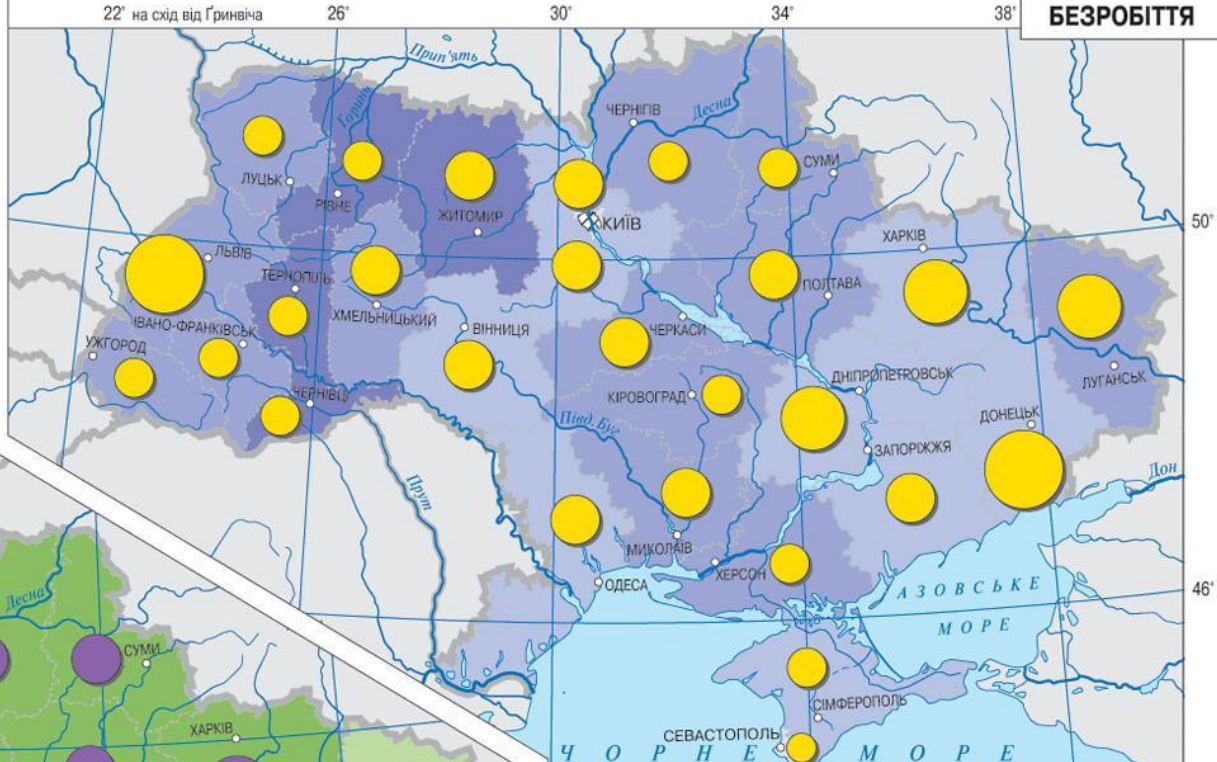 22° на схід від Ґринвіча
26°
30°
34°
38°
БЕЗРОБІТТЯ
Прип'ять
Горинь
ЧЕРНІГІВ
Десна
ЛУЦЬК
РІВНЕ
ЖИТОМИР
СУМИ
КИЇВ
50°
ЛЬВІВ
ХАРКІВ
ТЕРНОПІЛЬ
ПОЛТАВА
ХМЕЛЬНИЦЬКИЙ
ІВАНО-ФРАНКІВСЬК
ВІННИЦЯ
ЧЕРКАСИ
УЖГОРОД
ЛУГАНСЬК
ДНІПРОПЕТРОВСЬК
ЧЕРНІВЦІ
КІРОВОГРАД
ДОНЕЦЬК
Півд. Буг
ЗАПОРІЖЖЯ
Дон
Прут
МИКОЛАЇВ
ХЕРСОН
ОДЕСА
АЗОВСЬКЕ
МОРЕ
46°
Десна
СУМИ
СІМФЕРОПОЛЬ
ХАРКІВ
СЕВАСТОПОЛЬ
ЧОРНЕ МОРЕ